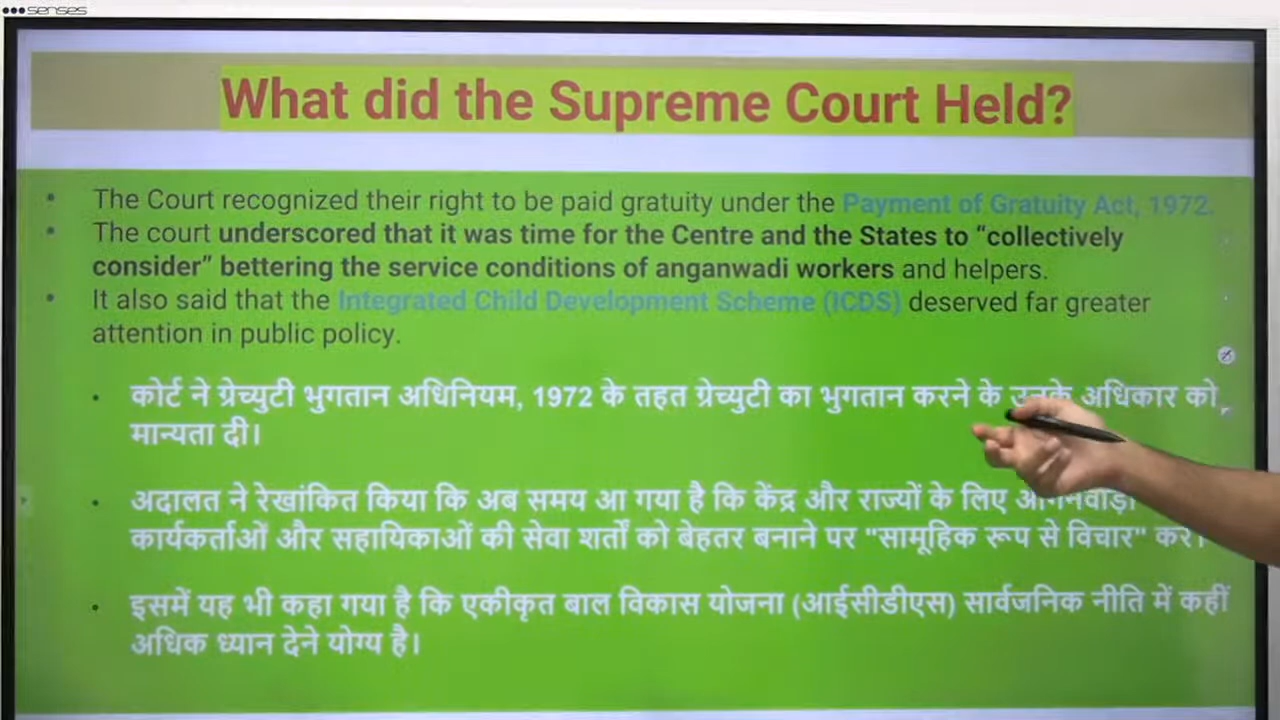 senses
What did the Supreme Court Held?
• The Court recognized their right to be paid gratuity under the Payment of Gratuity Act, 1972.
• The court underscored that it was time for the Centre and the States to “collectively
consider” bettering the service conditions of anganwadi workers and helpers.
• It also said that the Integrated Child Development Scheme (ICDS) deserved far greater
attention in public policy.
• कोर्ट ने ग्रेच्युटी भुगतान अधिनियम, 1972 के तहत ग्रेच्युटी का भुगतान करने के उनके अधिकार को
मान्यता दी।
• अदालत ने रेखांकित किया कि अब समय आ गया है कि केंद्र और राज्यों के लिए
कार्यकर्ताओं और सहायिकाओं की सेवा शर्तों को बेहतर बनाने पर "सामूहिक रूप से विचार"
• इसमें यह भी कहा गया है कि एकीकृत बाल विकास योजना (आईसीडीएस) सार्वजनिक नीति में कहीं
अधिक ध्यान देने योग्य है।